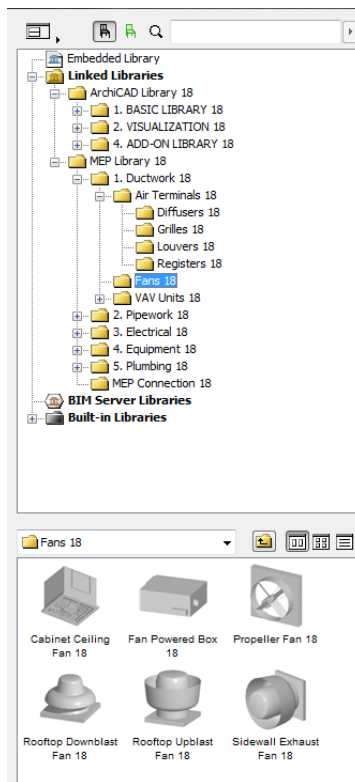 Embedded Library
Linked Libraries
ArchiCAD Library 18
1. BASIC LIBRARY 18
2. VISUALIZATION 18
4. ADD-ON LIBRARY 18
MEP Library 18
1. Ductwork 18
Air Terminals 18
Diffusers 18
Grilles 18
Louvers 18
Registers 18
Fans 18
VAV Units 18
2. Pipework 18
3. Electrical 18
4. Equipment 18
5. Plumbing 18
MEP Connection 18
BIM Server Libraries
Built-in Libraries
Fans 18
Cabinet Ceiling Fan Powered Box Propeller Fan 18
Fan 18 18
Rooftop Downblast Rooftop Upblast Sidewall Exhaust
Fan 18 Fan 18 Fan 18